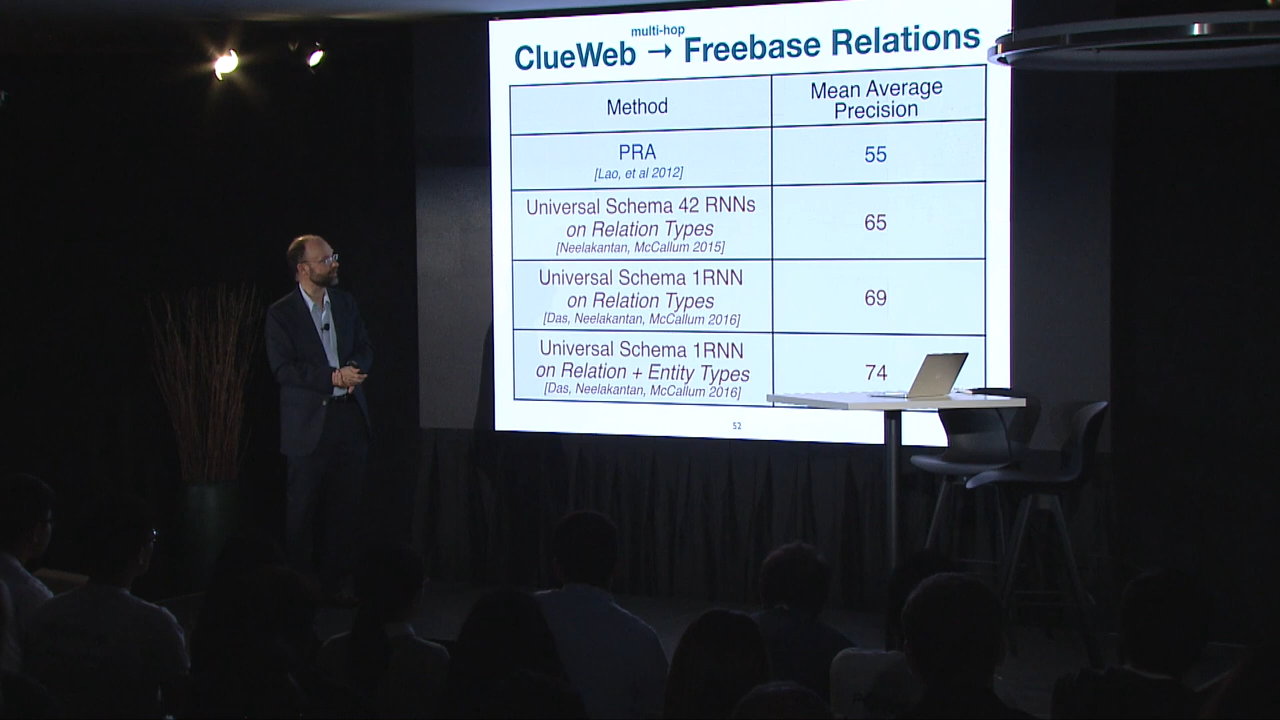 multi-hop
ClueWeb → Freebase Relations
Method
Mean Average
Precision
PRA
[Lao, et al 2012]
55
Universal Schema 42 RNNs
on Relation Types
[Neelakantan, McCallum 2015]
65
Universal Schema 1RNN
on Relation Types
[Das, Neelakantan, McCallum 2016]
69
Universal Schema 1RNN
on Relation + Entity Types
[Das, Neelakantan, McCallum 2016]
74
52